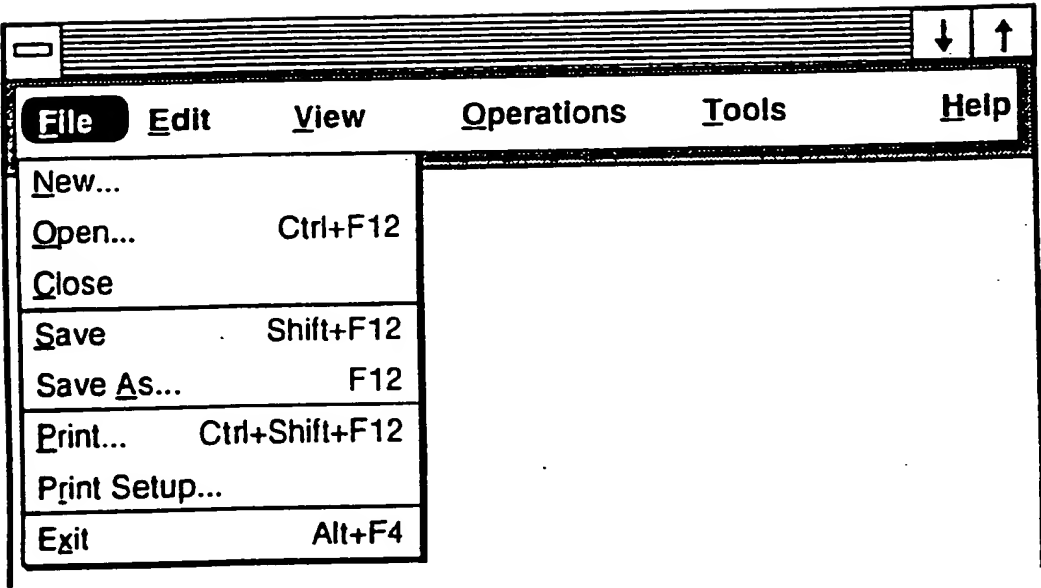 File Edit View Operations Tools Help
New...
Open... Ctrl+F12
Close
Save Shift+F12
Save As... F12
Print... Ctrl+Shift+F12
Print Setup...
Exit Alt+F4